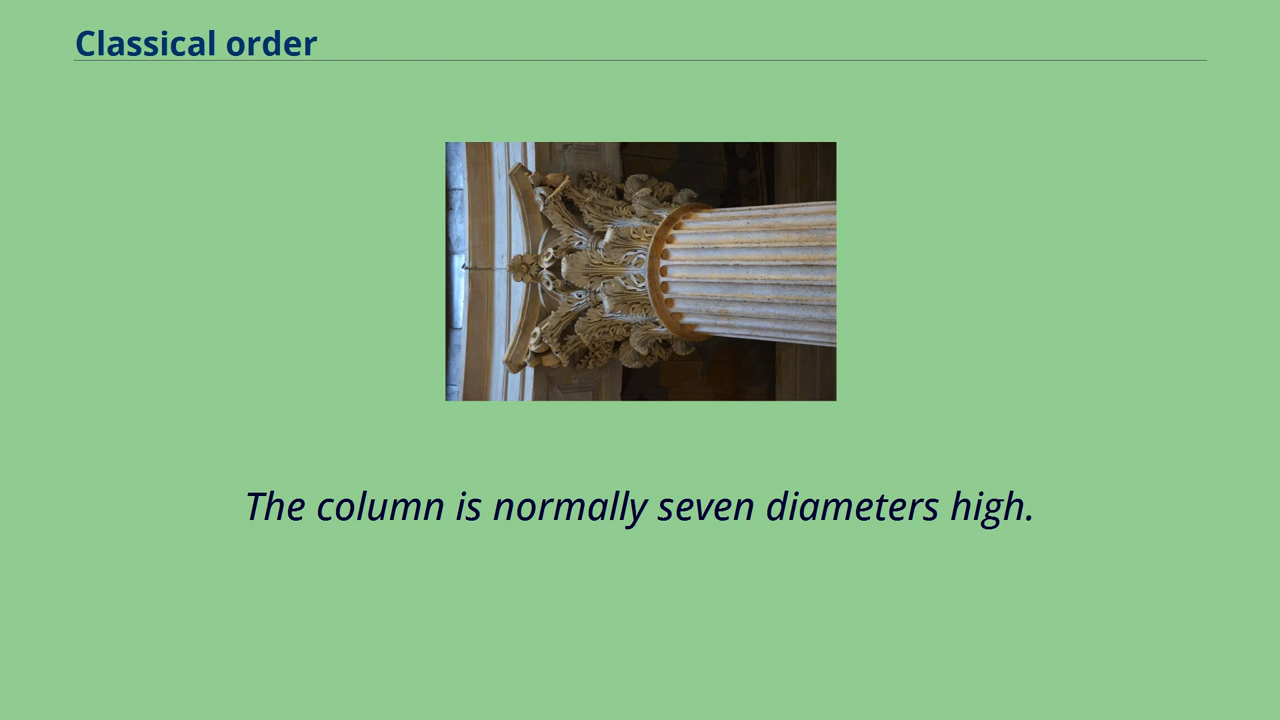 Classical order
The column is normally seven diameters high.